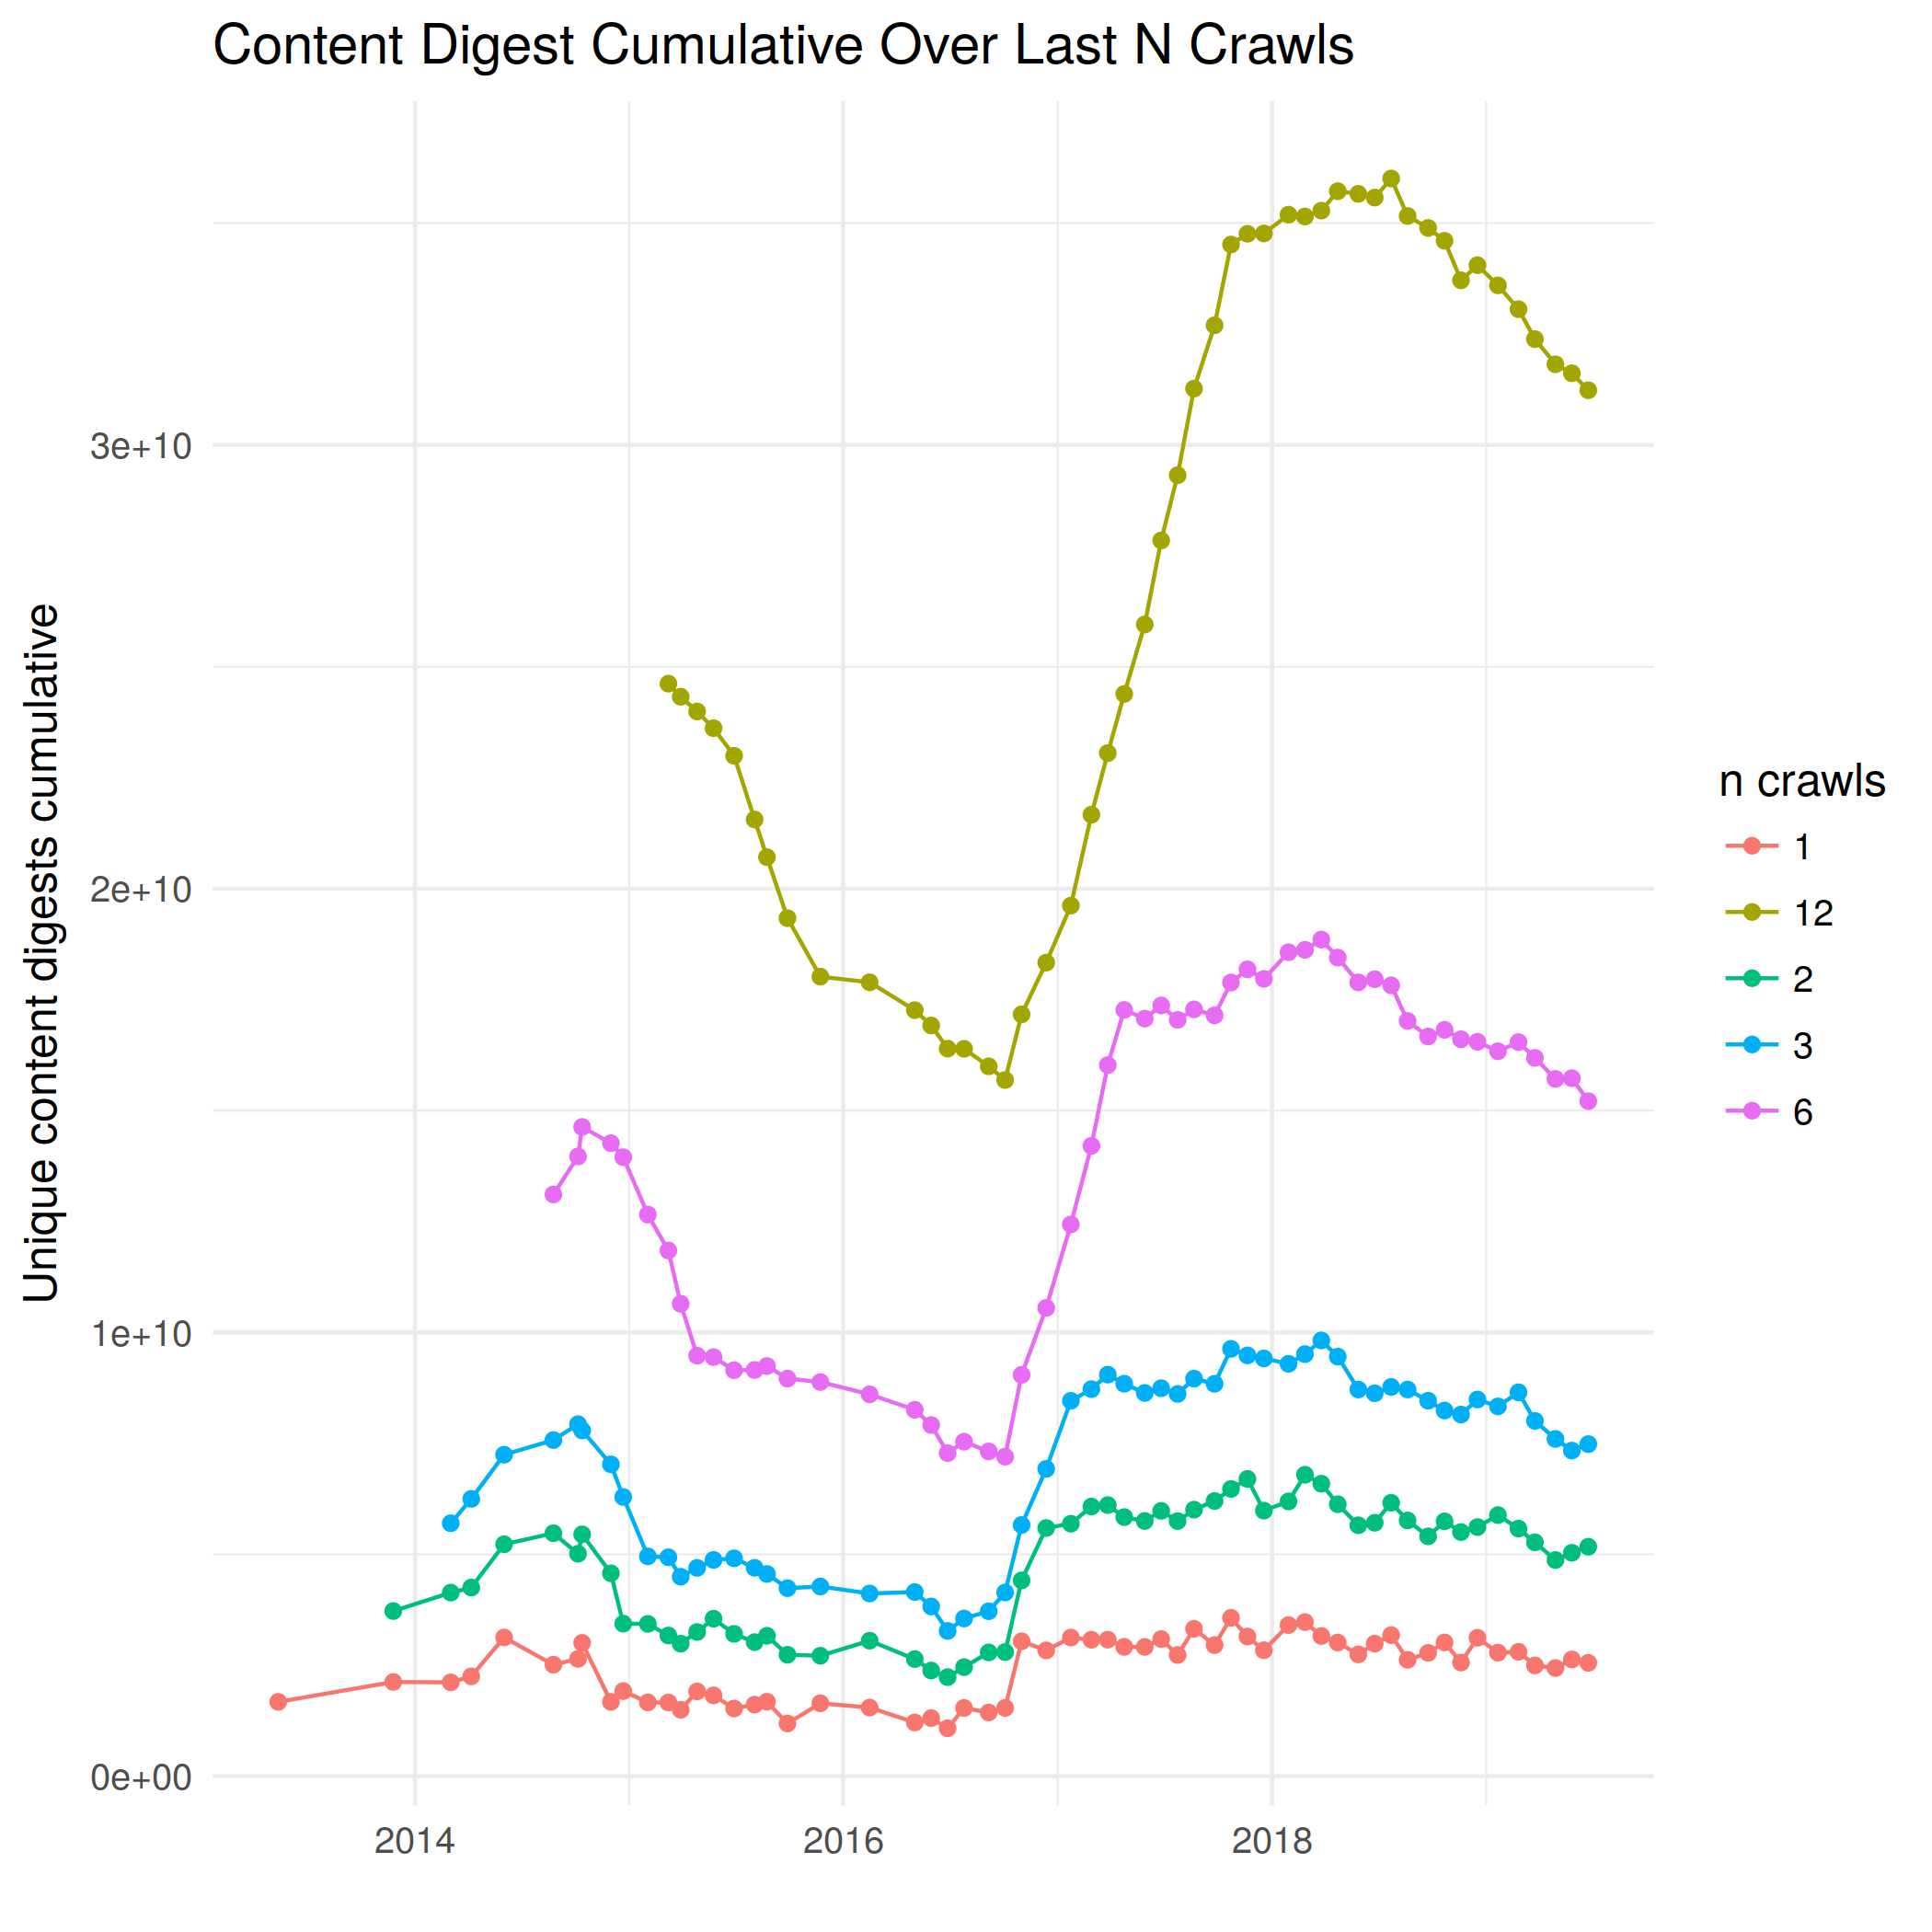 Content Digest Cumulative Over Last N Crawls
Unique content digests cumulative
3e+10
2e+10
1e+10
0e+00
2014
2016
2018
n crawls
1
12
2
3
6